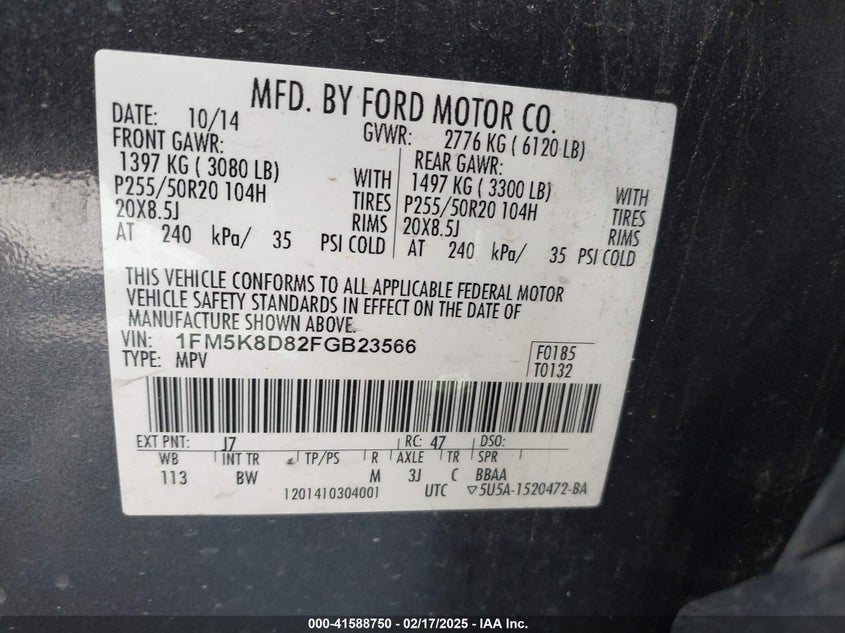 MFD. BY FORD MOTOR CO.
DATE: 10/14 GVWR: 2776 KG ( 6120 LB)
FRONT GAWR: REAR GAWR:
1397 KG ( 3080 LB) WITH 1497 KG ( 3300 LB) WITH
P255/50R20 104H TIRES P255/50R20 104H TIRES
20X8.5J RIMS 20X8.5J RIMS
AT 240 kPa/ 35 PSI COLD AT 240 kPa/ 35 PSI COLD
THIS VEHICLE CONFORMS TO ALL APPLICABLE FEDERAL MOTOR
VEHICLE SAFETY STANDARDS IN EFFECT ON THE DATE OF
MANUFACTURE SHOWN ABOVE.
VIN: 1FM5K8D82FGB23566 F0185
TYPE: MPV T0132
EXT PNT: J7 RC: 47 DSO:
WB INT TR TP/PS R AXLE TR SPR
113 BW M 3J C BBAA
1201410304001 UTC ▽5U5A-1520472-BA
000-41588750 - 02/17/2025 - IAA Inc.